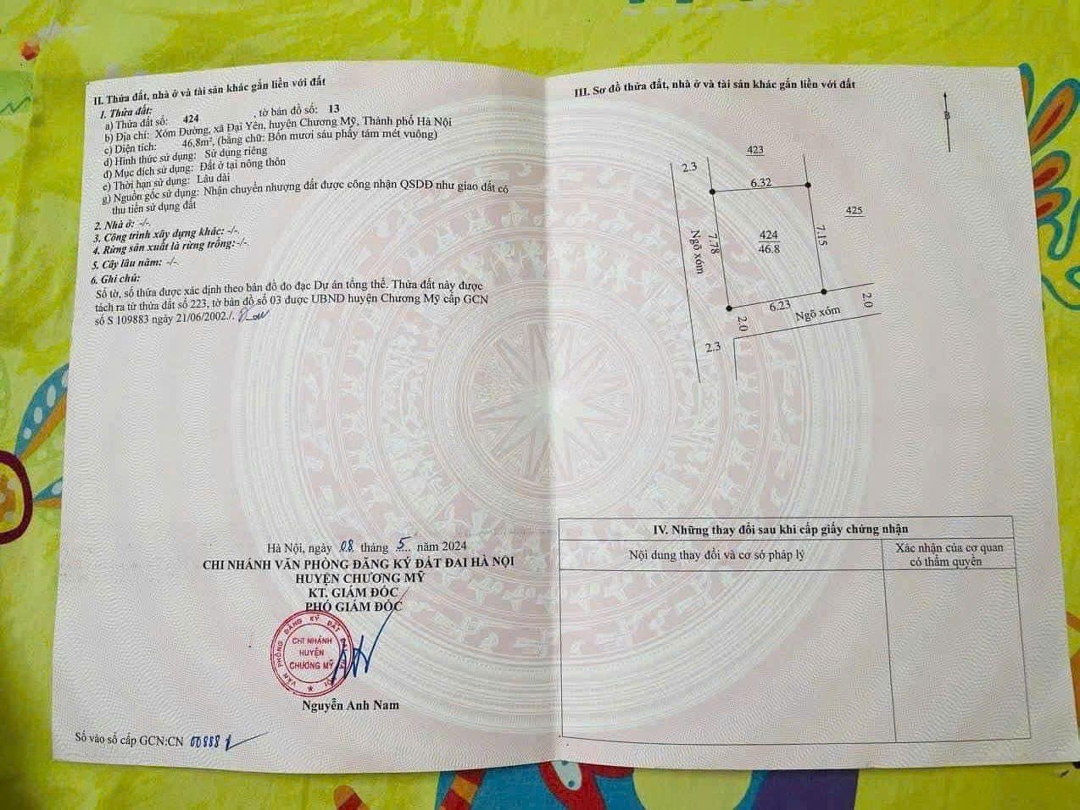 II. Thửa đất, nhà ở và tài sản khác gắn liền với đất
1. Thửa đất:
a) Thửa đất số: 424 , tờ bản đồ số: 13
b) Địa chỉ: Xóm Đường, xã Đại Yên, huyện Chương Mỹ, Thành phố Hà Nội
c) Diện tích: 46,8m², (bằng chữ: Bốn mươi sáu phẩy tám mét vuông)
d) Hình thức sử dụng: Sử dụng riêng
đ) Mục đích sử dụng: Đất ở tại nông thôn
e) Thời hạn sử dụng: Lâu dài
g) Nguồn gốc sử dụng: Nhận chuyển nhượng đất được công nhận QSDĐ như giao đất có
thu tiền sử dụng đất
2. Nhà ở: -/-.
3. Công trình xây dựng khác: -/-.
4. Rừng sản xuất là rừng trồng:-/-.
5. Cây lâu năm: -/-
6. Ghi chú:
Số tờ, số thửa được xác định theo bản đồ đo đạc Dự án tổng thể. Thửa đất này được
tách ra từ thửa đất số 223, tờ bản đồ số 03 được UBND huyện Chương Mỹ cấp GCN
số S 109883 ngày 21/06/2002./.
Hà Nội, ngày 08 tháng 5 năm 2024
CHI NHÁNH VĂN PHÒNG ĐĂNG KÝ ĐẤT ĐAI HÀ NỘI
HUYỆN CHƯƠNG MỸ
KT. GIÁM ĐỐC
PHÓ GIÁM ĐỐC
VĂN PHÒNG ĐĂNG KÝ ĐẤT ĐAI HÀ NỘI
CHI NHÁNH
HUYỆN
CHƯƠNG MỸ
Nguyễn Anh Nam
Số vào sổ cấp GCN:CN 00888
III. Sơ đồ thửa đất, nhà ở và tài sản khác gắn liền với đất
B
423
2.3
6.32
425
7.78
424
46.8
7.15
Ngõ xóm
6.23
2.0
2.0
Ngõ xóm
2.3
IV. Những thay đổi sau khi cấp giấy chứng nhận
Nội dung thay đổi và cơ sở pháp lý
Xác nhận của cơ quan
có thẩm quyền